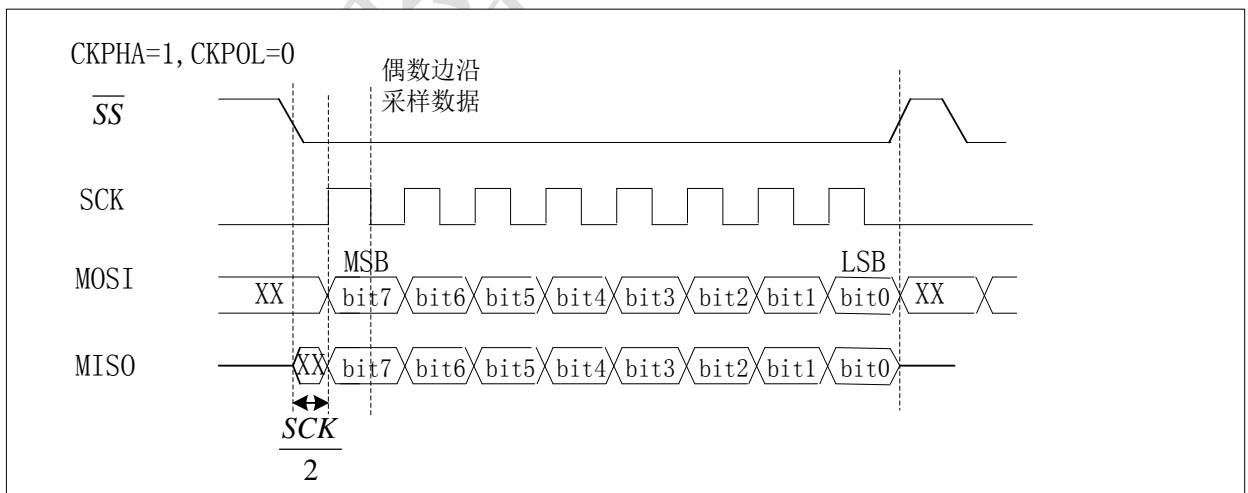 CKPHA=1,CKPOL=0
偶数边沿
采样数据
SS
SCK
MOSI
XX
MSB
LSB
bit7 bit6 bit5 bit4 bit3 bit2 bit1 bit0
XX
MISO
XX
bit7 bit6 bit5 bit4 bit3 bit2 bit1 bit0
SCK
2